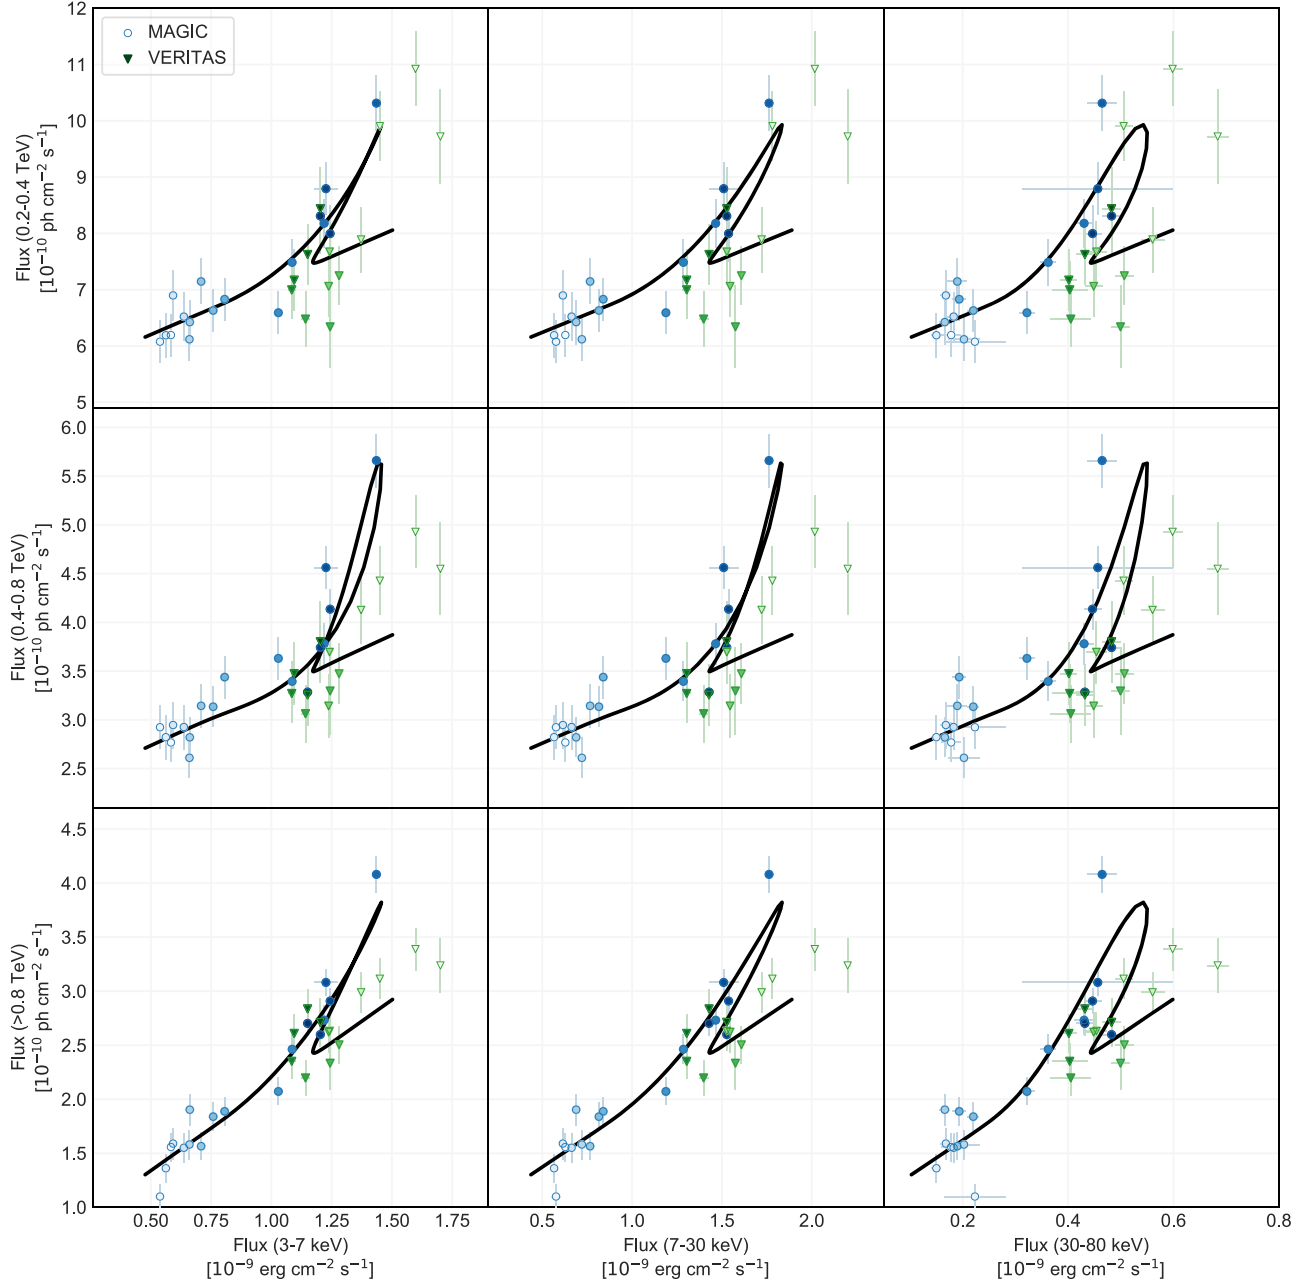 MAGIC
VERITAS
12
11
10
9
8
7
6
5
Flux (0.2-0.4 TeV)
[10⁻¹⁰ ph cm⁻² s⁻¹]
6.0
5.5
5.0
4.5
4.0
3.5
3.0
2.5
Flux (0.4-0.8 TeV)
[10⁻¹⁰ ph cm⁻² s⁻¹]
4.5
4.0
3.5
3.0
2.5
2.0
1.5
1.0
Flux (>0.8 TeV)
[10⁻¹⁰ ph cm⁻² s⁻¹]
0.50 0.75 1.00 1.25 1.50 1.75
Flux (3-7 keV)
[10⁻⁹ erg cm⁻² s⁻¹]
0.5 1.0 1.5 2.0
Flux (7-30 keV)
[10⁻⁹ erg cm⁻² s⁻¹]
0.2 0.4 0.6 0.8
Flux (30-80 keV)
[10⁻⁹ erg cm⁻² s⁻¹]